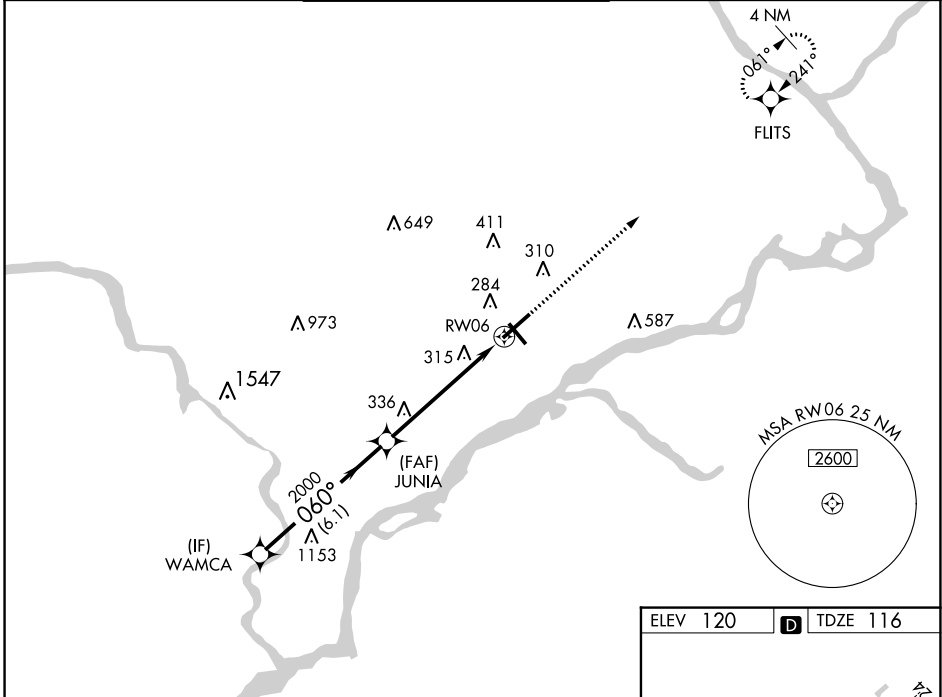 4 NM
061°
241°
FLITS
649
411
310
284
RW06
587
973
315
1547
336
(FAF)
JUNIA
MSA RW06 25 NM
2600
2000
060°
(6.1)
1153
(IF)
WAMCA
ELEV 120
D
TDZE 116